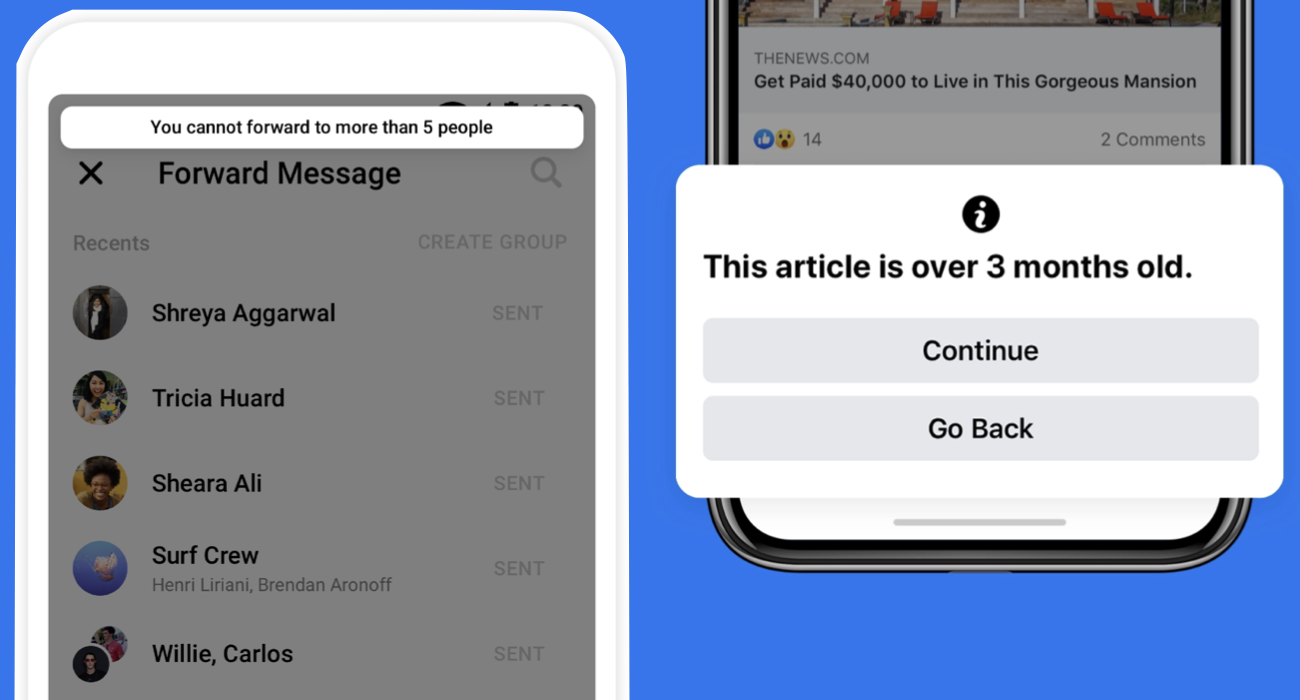 You cannot forward to more than 5 people
Forward Message
Recents
CREATE GROUP
Shreya Aggarwal
SENT
Tricia Huard
SENT
Sheara Ali
SENT
Surf Crew
Henri Liriani, Brendan Aronoff
SENT
Willie, Carlos
SENT
THENEWS.COM
Get Paid $40,000 to Live in This Gorgeous Mansion
14
2 Comments
This article is over 3 months old.
Continue
Go Back